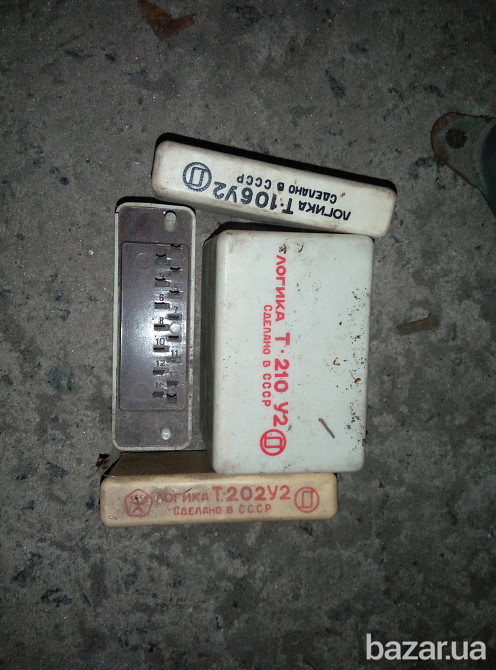 ЛОГИКА Т·106У2
СДЕЛАНО В СССР
П
ЛОГИКА Т·210 У2
СДЕЛАНО В СССР
П
ЛОГИКА Т·202У2
СДЕЛАНО В СССР
П
bazar.ua